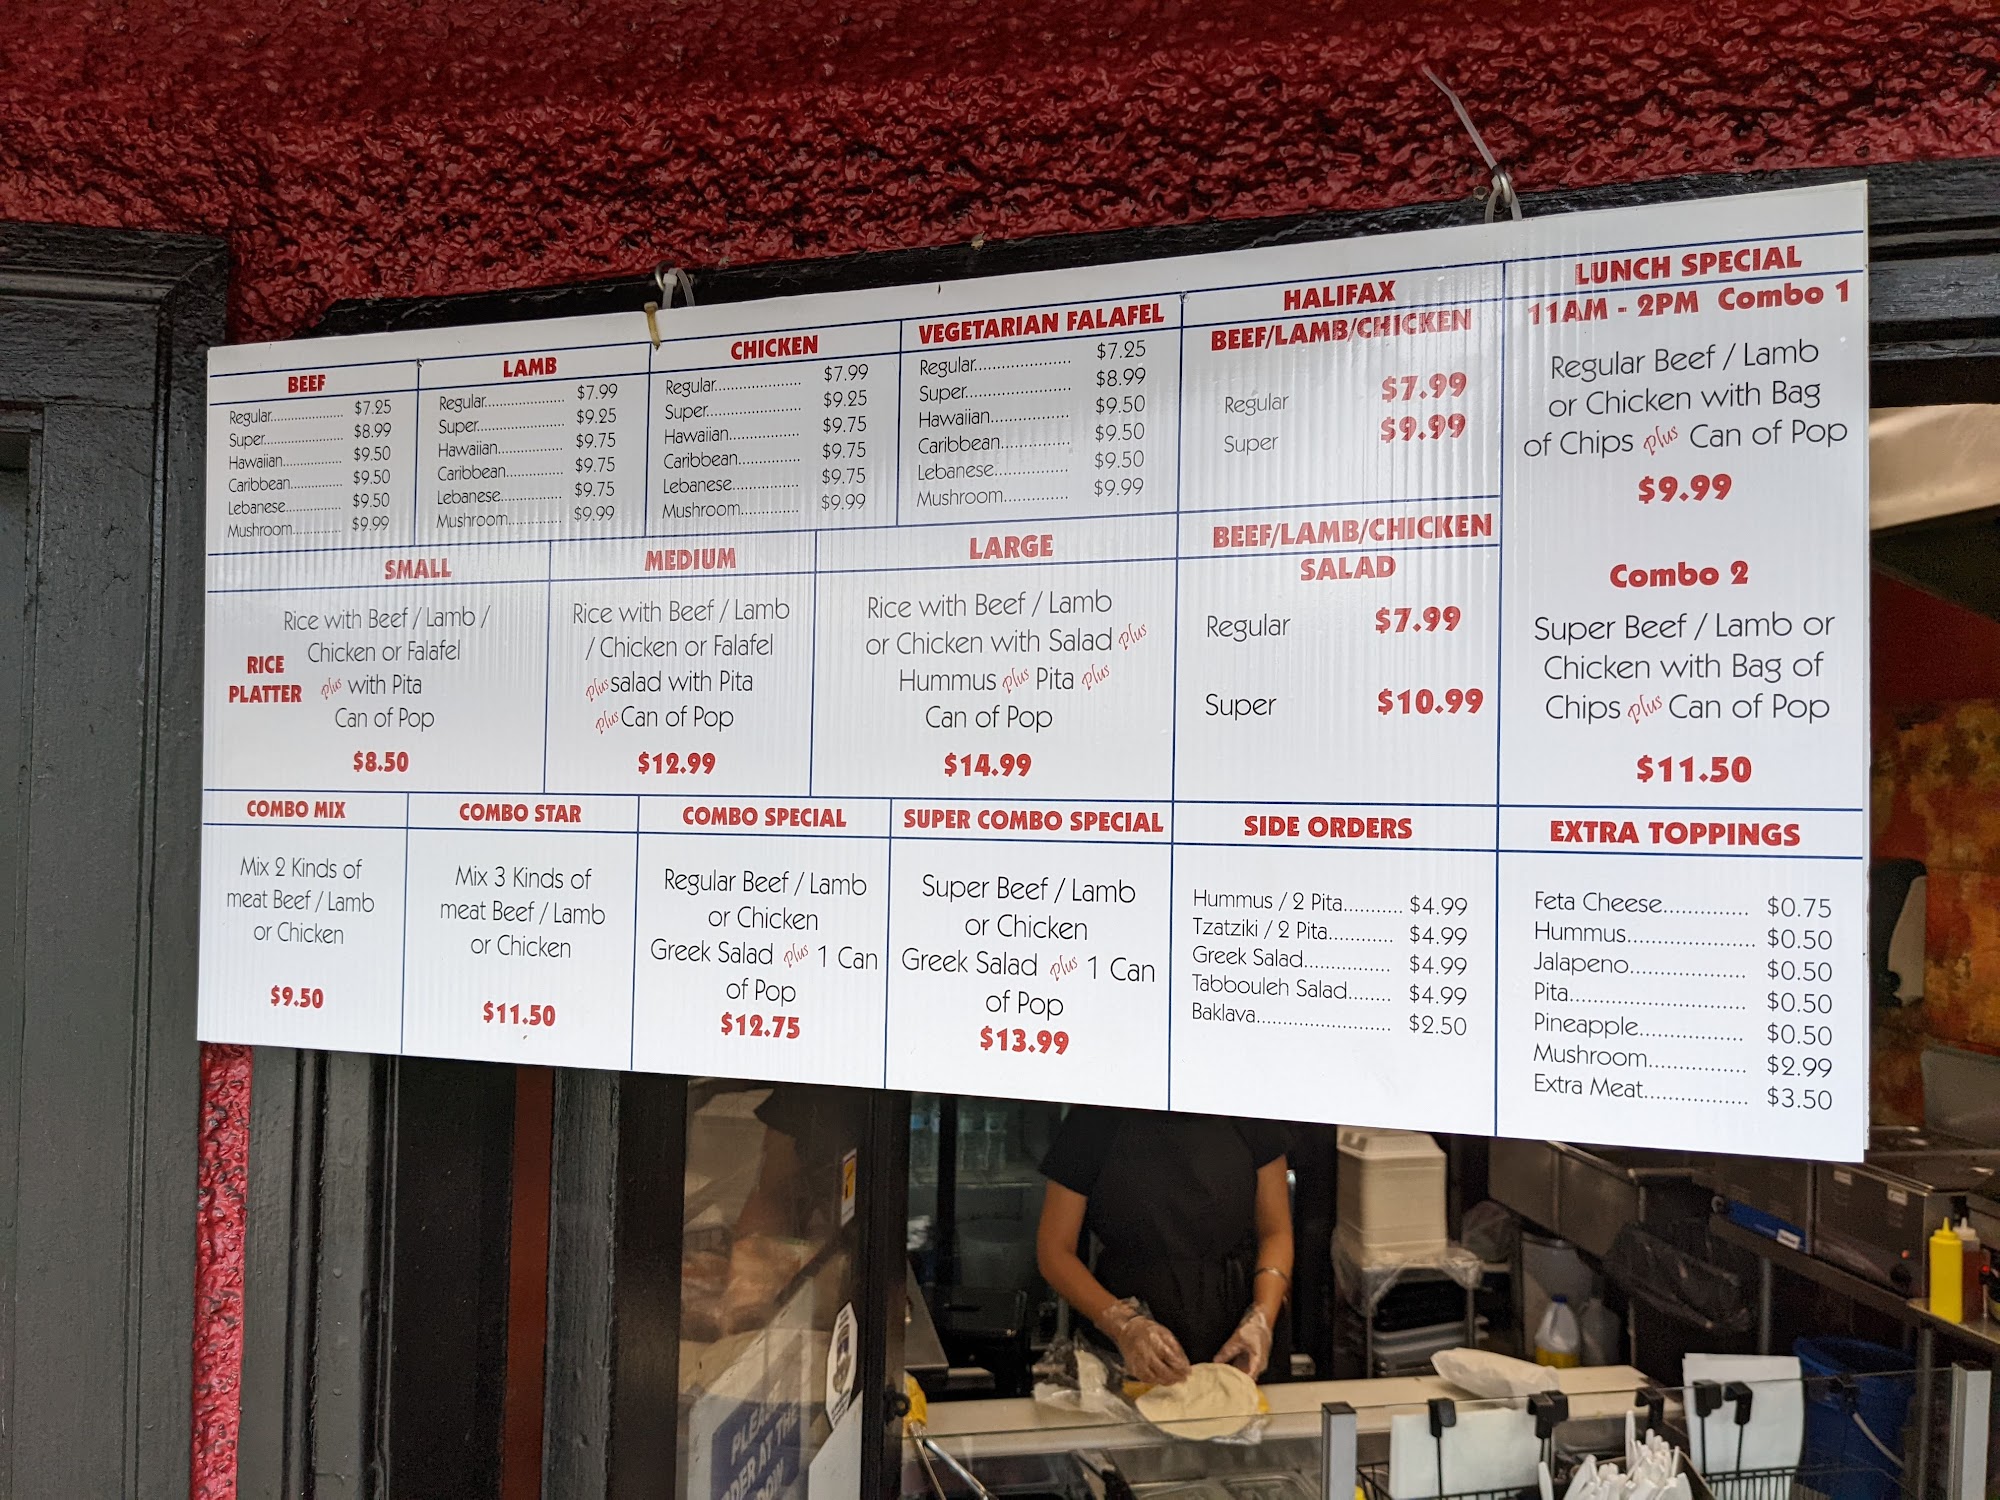 BEEF
Regular.................... $7.25
Super...................... $8.99
Hawaiian................ $9.50
Caribbean.............. $9.50
Lebanese............... $9.50
Mushroom............. $9.99
LAMB
Regular.................... $7.99
Super...................... $9.25
Hawaiian................ $9.75
Caribbean.............. $9.75
Lebanese............... $9.75
Mushroom............. $9.99
CHICKEN
Regular.................... $7.99
Super...................... $9.25
Hawaiian................ $9.75
Caribbean.............. $9.75
Lebanese............... $9.75
Mushroom............. $9.99
VEGETARIAN FALAFEL
Regular.................... $7.25
Super...................... $8.99
Hawaiian................ $9.50
Caribbean.............. $9.50
Lebanese............... $9.50
Mushroom............. $9.99
HALIFAX
BEEF/LAMB/CHICKEN
Regular $7.99
Super $9.99
LUNCH SPECIAL
11AM - 2PM Combo 1
Regular Beef / Lamb
or Chicken with Bag
of Chips plus Can of Pop
$9.99
Combo 2
Super Beef / Lamb or
Chicken with Bag of
Chips plus Can of Pop
$11.50
RICE
PLATTER
SMALL
Rice with Beef / Lamb /
Chicken or Falafel
plus with Pita
Can of Pop
$8.50
MEDIUM
Rice with Beef / Lamb
/ Chicken or Falafel
plus salad with Pita
plus Can of Pop
$12.99
LARGE
Rice with Beef / Lamb
or Chicken with Salad plus
Hummus plus Pita plus
Can of Pop
$14.99
BEEF/LAMB/CHICKEN
SALAD
Regular $7.99
Super $10.99
COMBO MIX
Mix 2 Kinds of
meat Beef / Lamb
or Chicken
$9.50
COMBO STAR
Mix 3 Kinds of
meat Beef / Lamb
or Chicken
$11.50
COMBO SPECIAL
Regular Beef / Lamb
or Chicken
Greek Salad plus 1 Can
of Pop
$12.75
SUPER COMBO SPECIAL
Super Beef / Lamb
or Chicken
Greek Salad plus 1 Can
of Pop
$13.99
SIDE ORDERS
Hummus / 2 Pita........... $4.99
Tzatziki / 2 Pita............ $4.99
Greek Salad................ $4.99
Tabbouleh Salad........ $4.99
Baklava......................... $2.50
EXTRA TOPPINGS
Feta Cheese.............. $0.75
Hummus..................... $0.50
Jalapeno................... $0.50
Pita............................. $0.50
Pineapple.................. $0.50
Mushroom................. $2.99
Extra Meat................. $3.50
AT THE